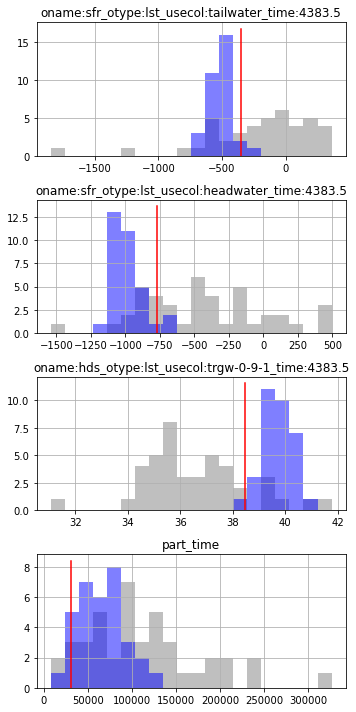 oname:sfr_otype:lst_usecol:tailwater_time:4383.5
15
10
5
0
−1500 −1000 −500 0
oname:sfr_otype:lst_usecol:headwater_time:4383.5
12.5
10.0
7.5
5.0
2.5
0.0
−1500 −1250 −1000 −750 −500 −250 0 250 500
oname:hds_otype:lst_usecol:trgw-0-9-1_time:4383.5
10.0
7.5
5.0
2.5
0.0
32 34 36 38 40 42
part_time
8
6
4
2
0
0 50000 100000 150000 200000 250000 300000